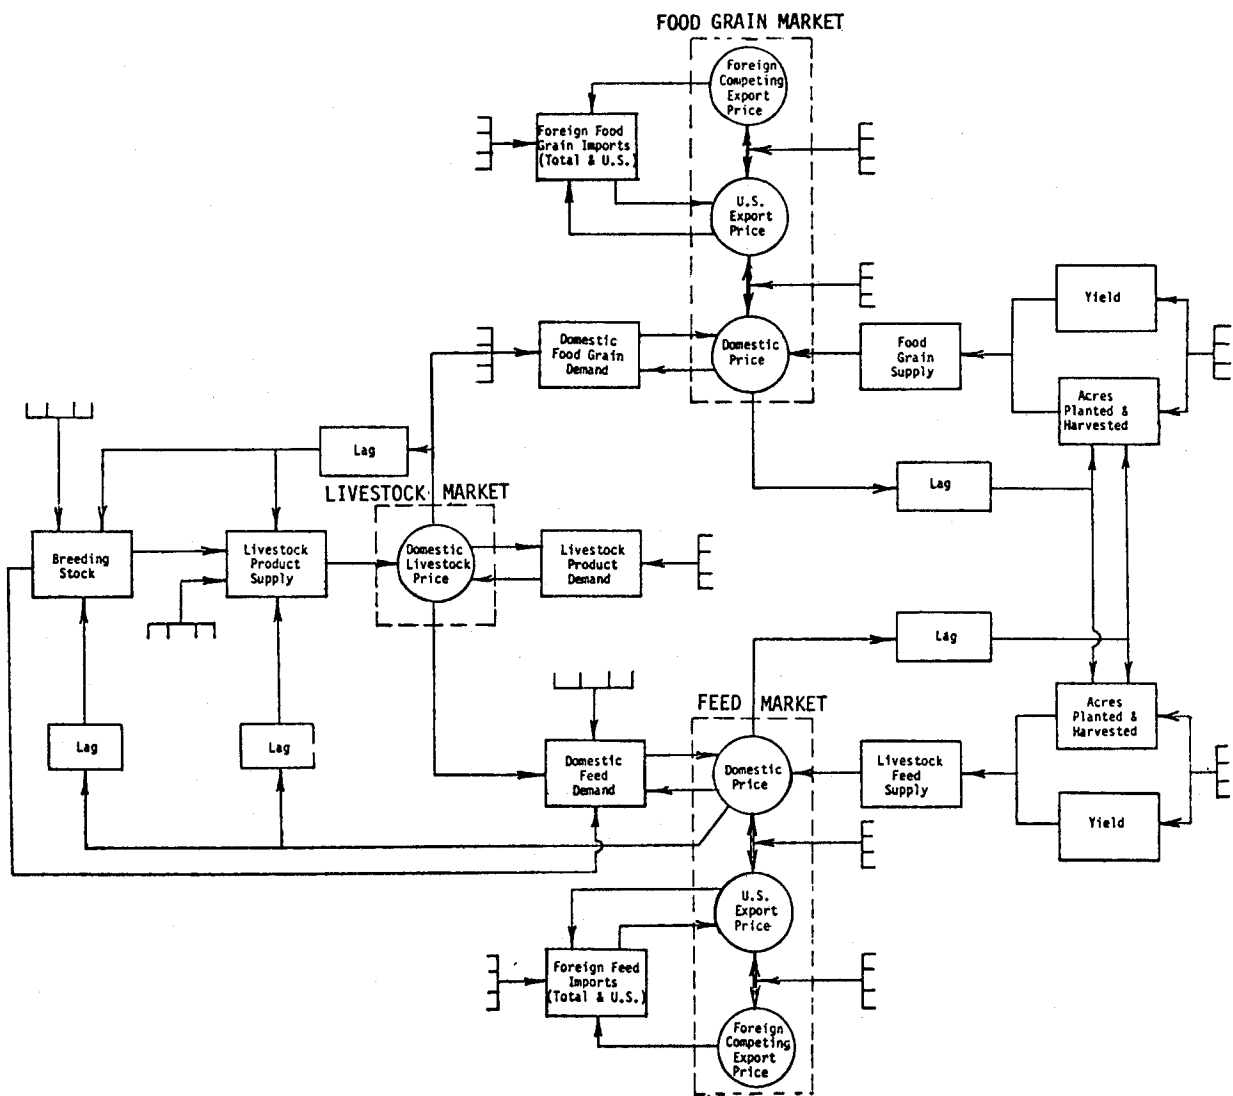 FOOD GRAIN MARKET
Foreign
Competing
Export
Price
Foreign Food
Grain Imports
(Total & U.S.)
U.S.
Export
Price
Domestic
Food Grain
Demand
Domestic
Price
Food
Grain
Supply
Yield
Acres
Planted &
Harvested
Lag
Lag
LIVESTOCK MARKET
Breeding
Stock
Livestock
Product
Supply
Domestic
Livestock
Price
Livestock
Product
Demand
Lag
FEED MARKET
Lag
Lag
Domestic
Feed
Demand
Domestic
Price
Livestock
Feed
Supply
Acres
Planted &
Harvested
Yield
U.S.
Export
Price
Foreign Feed
Imports
(Total & U.S.)
Foreign
Competing
Export
Price